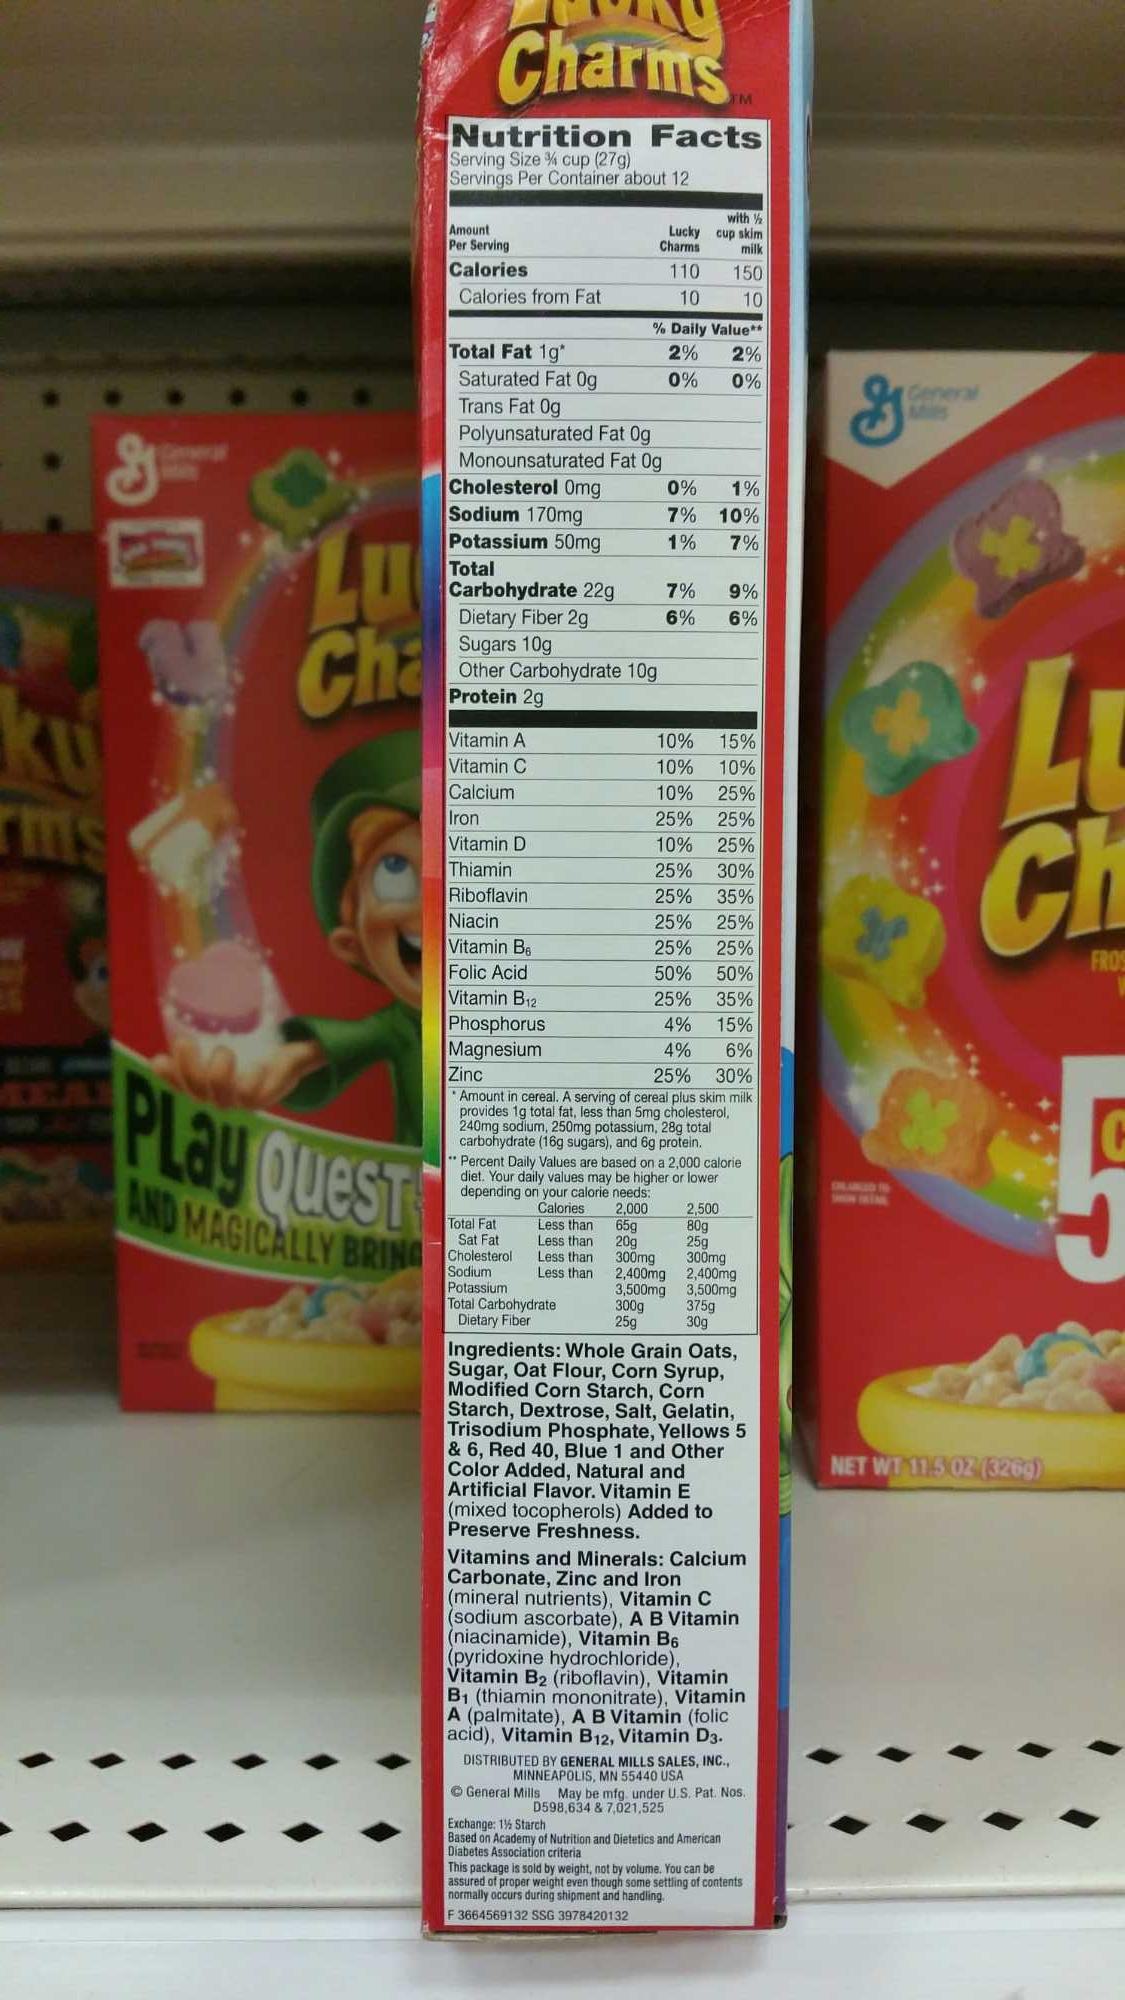 Lucky
Charms
TM
Nutrition Facts
Serving Size ¾ cup (27g)
Servings Per Container about 12
Amount Per Serving Lucky Charms with ½ cup skim milk
Calories 110 150
Calories from Fat 10 10
% Daily Value**
Total Fat 1g* 2% 2%
Saturated Fat 0g 0% 0%
Trans Fat 0g
Polyunsaturated Fat 0g
Monounsaturated Fat 0g
Cholesterol 0mg 0% 1%
Sodium 170mg 7% 10%
Potassium 50mg 1% 7%
Total
Carbohydrate 22g 7% 9%
Dietary Fiber 2g 6% 6%
Sugars 10g
Other Carbohydrate 10g
Protein 2g
Vitamin A 10% 15%
Vitamin C 10% 10%
Calcium 10% 25%
Iron 25% 25%
Vitamin D 10% 25%
Thiamin 25% 30%
Riboflavin 25% 35%
Niacin 25% 25%
Vitamin B6 25% 25%
Folic Acid 50% 50%
Vitamin B12 25% 35%
Phosphorus 4% 15%
Magnesium 4% 6%
Zinc 25% 30%
* Amount in cereal. A serving of cereal plus skim milk
provides 1g total fat, less than 5mg cholesterol,
240mg sodium, 250mg potassium, 28g total
carbohydrate (16g sugars), and 6g protein.
** Percent Daily Values are based on a 2,000 calorie
diet. Your daily values may be higher or lower
depending on your calorie needs:
Calories 2,000 2,500
Total Fat Less than 65g 80g
Sat Fat Less than 20g 25g
Cholesterol Less than 300mg 300mg
Sodium Less than 2,400mg 2,400mg
Potassium 3,500mg 3,500mg
Total Carbohydrate 300g 375g
Dietary Fiber 25g 30g
Ingredients: Whole Grain Oats,
Sugar, Oat Flour, Corn Syrup,
Modified Corn Starch, Corn
Starch, Dextrose, Salt, Gelatin,
Trisodium Phosphate, Yellows 5
& 6, Red 40, Blue 1 and Other
Color Added, Natural and
Artificial Flavor. Vitamin E
(mixed tocopherols) Added to
Preserve Freshness.
Vitamins and Minerals: Calcium
Carbonate, Zinc and Iron
(mineral nutrients), Vitamin C
(sodium ascorbate), A B Vitamin
(niacinamide), Vitamin B6
(pyridoxine hydrochloride),
Vitamin B2 (riboflavin), Vitamin
B1 (thiamin mononitrate), Vitamin
A (palmitate), A B Vitamin (folic
acid), Vitamin B12, Vitamin D3.
DISTRIBUTED BY GENERAL MILLS SALES, INC.,
MINNEAPOLIS, MN 55440 USA
© General Mills May be mfg. under U.S. Pat. Nos.
D598,634 & 7,021,525
Exchange: 1½ Starch
Based on Academy of Nutrition and Dietetics and American
Diabetes Association criteria
This package is sold by weight, not by volume. You can be
assured of proper weight even though some settling of contents
normally occurs during shipment and handling.
F 3664569132 SSG 3978420132
General
Mills
Lu
Cha
PLay QuesT
AND MAGICALLY BRING
ky
rms
G General
Mills
Lu
Ch
FROS
5
ENLARGED TO
SHOW DETAIL
NET WT 11.5 OZ (326g)